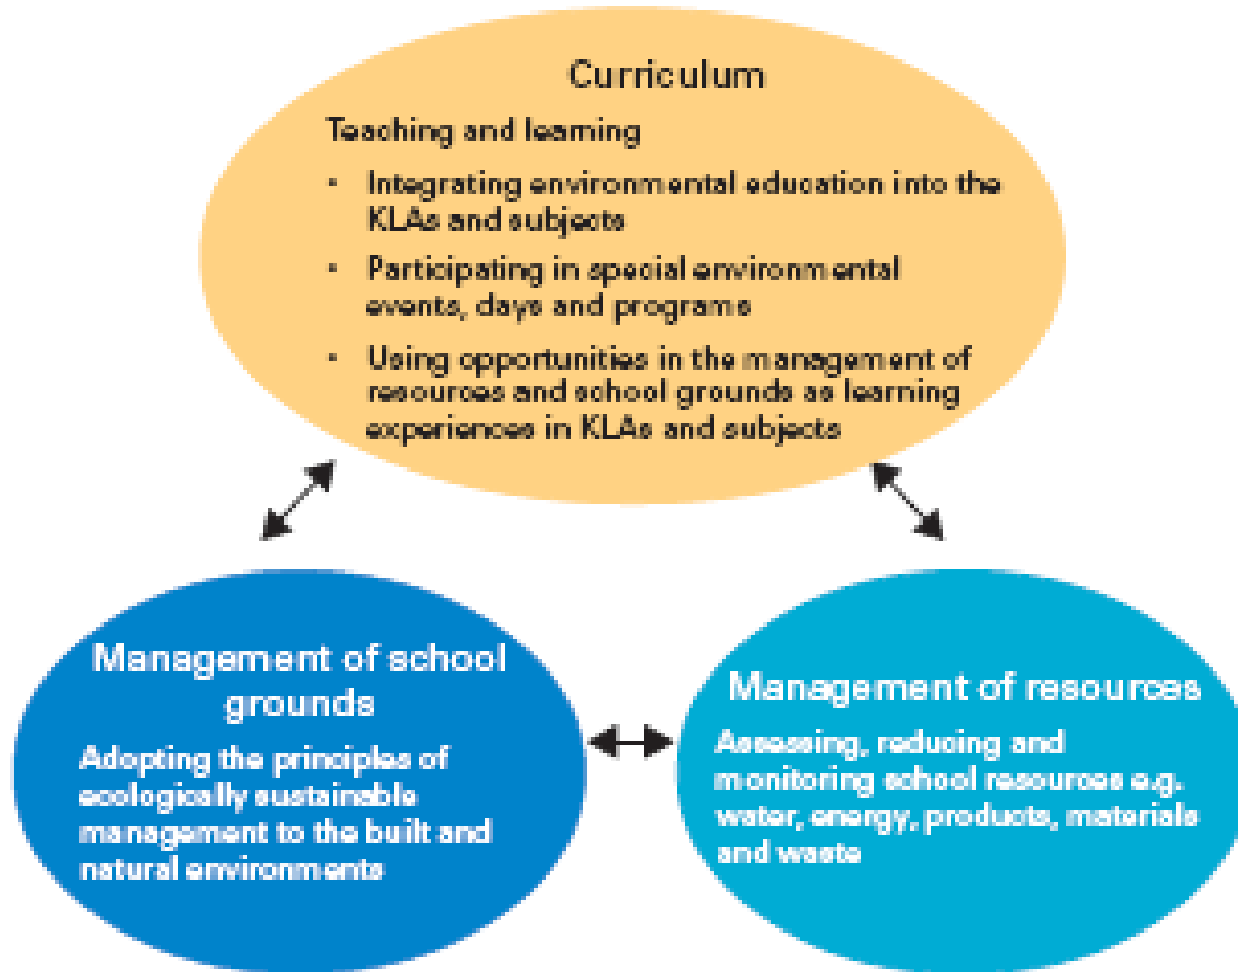 Curriculum
Teaching and learning
• Integrating environmental education into the
KLAs and subjects
• Participating in special environmental
events, days and programs
• Using opportunities in the management of
resources and school grounds as learning
experiences in KLAs and subjects
Management of school
grounds
Adopting the principles of
ecologically sustainable
management to the built and
natural environments
Management of resources
Assessing, reducing and
monitoring school resources e.g.
water, energy, products, materials
and waste